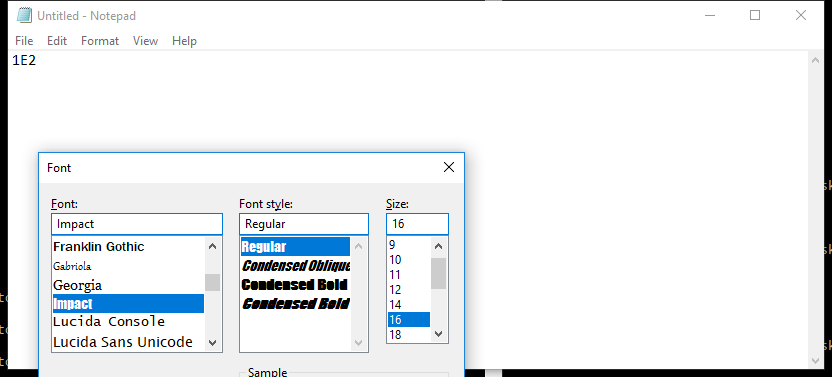 Untitled - Notepad
File Edit Format View Help
1E2
Font
Font: Font style: Size:
Impact Regular 16
Franklin Gothic
Gabriola
Georgia
Impact
Lucida Console
Lucida Sans Unicode
Regular
Condensed Oblique
Condensed Bold
Condensed Bold
9
10
11
12
14
16
18
Sample